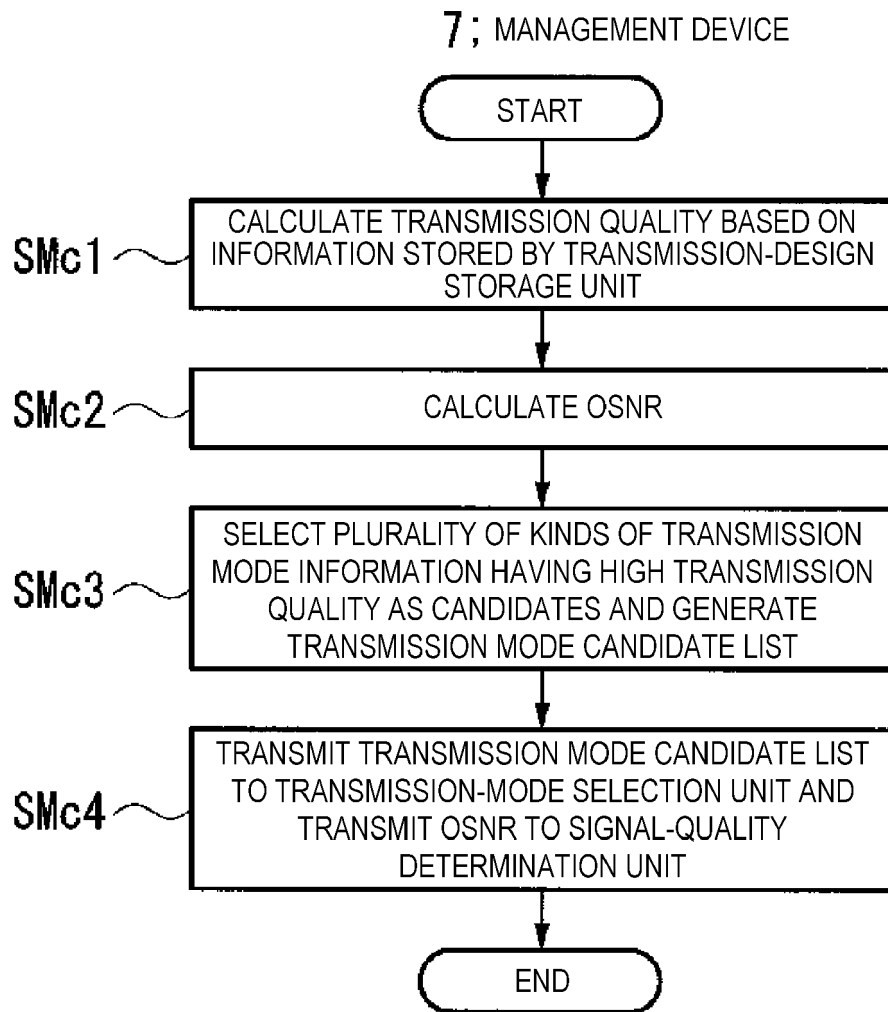 7; MANAGEMENT DEVICE
START
SMc1
CALCULATE TRANSMISSION QUALITY BASED ON
INFORMATION STORED BY TRANSMISSION-DESIGN
STORAGE UNIT
SMc2
CALCULATE OSNR
SMc3
SELECT PLURALITY OF KINDS OF TRANSMISSION
MODE INFORMATION HAVING HIGH TRANSMISSION
QUALITY AS CANDIDATES AND GENERATE
TRANSMISSION MODE CANDIDATE LIST
SMc4
TRANSMIT TRANSMISSION MODE CANDIDATE LIST
TO TRANSMISSION-MODE SELECTION UNIT AND
TRANSMIT OSNR TO SIGNAL-QUALITY
DETERMINATION UNIT
END